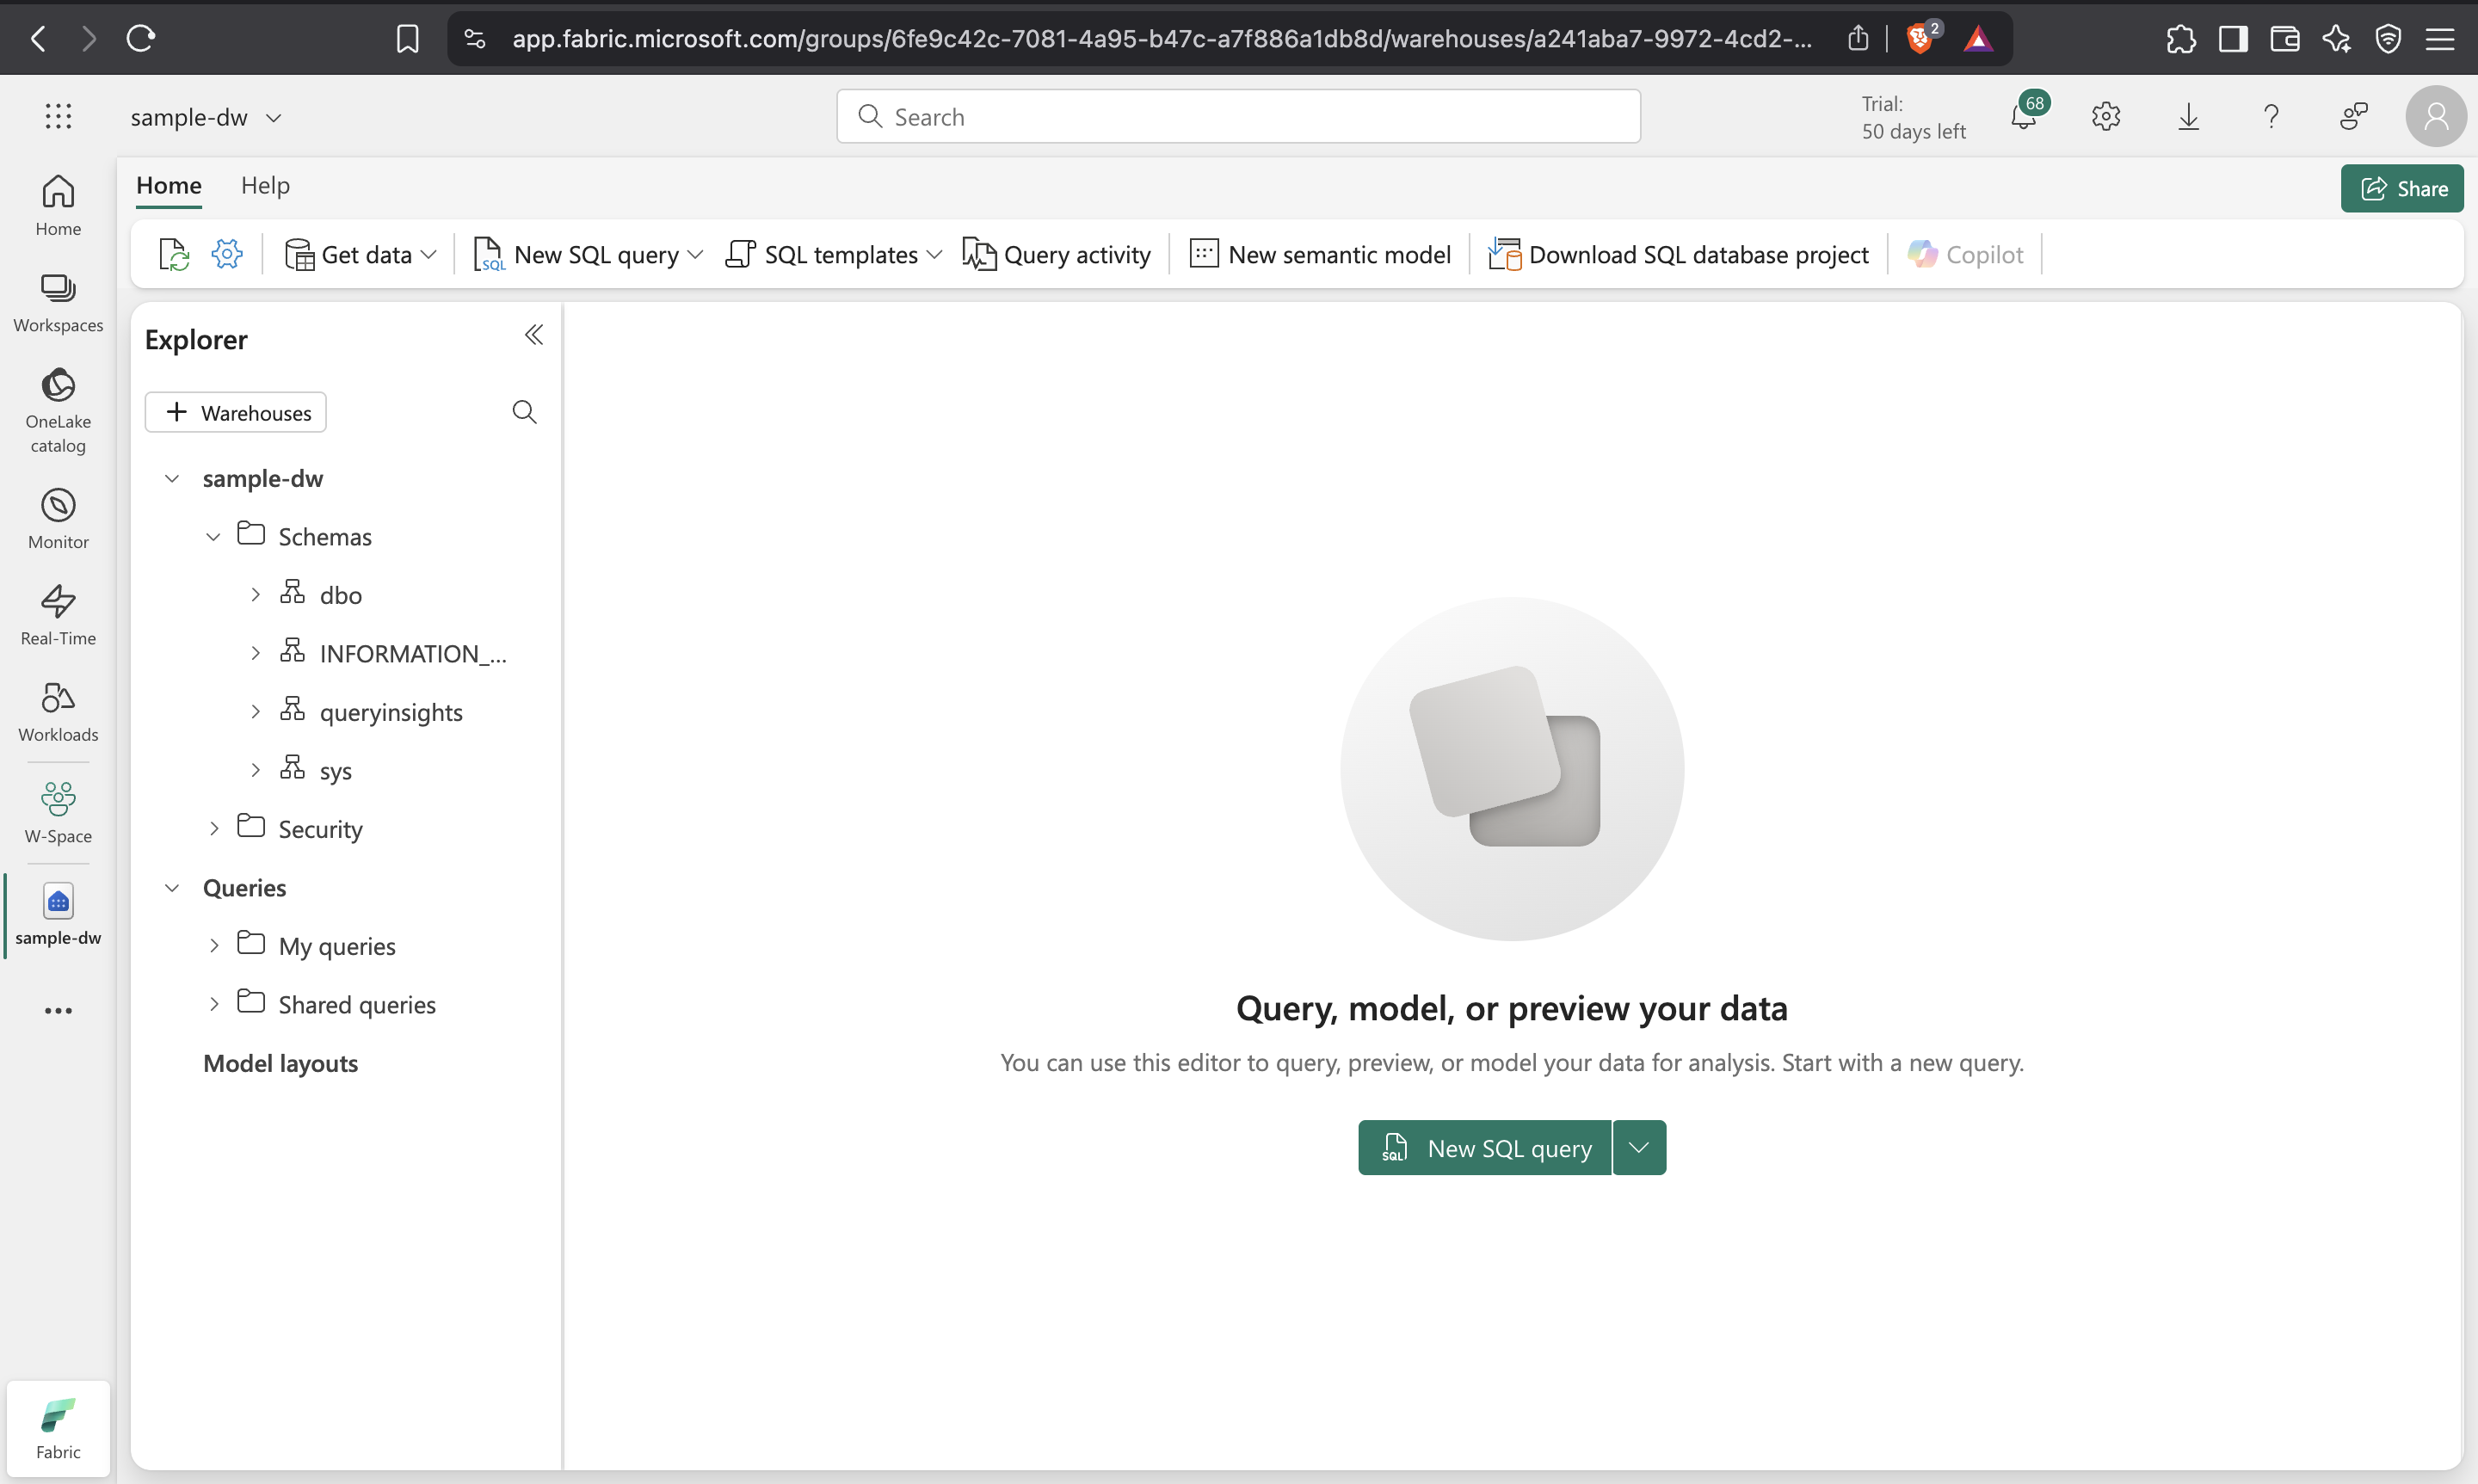 app.fabric.microsoft.com/groups/6fe9c42c-7081-4a95-b47c-a7f886a1db8d/warehouses/a241aba7-9972-4cd2-...
2
sample-dw
Search
Trial:
50 days left
68
Home
Help
Share
Get data
SQL
New SQL query
SQL templates
Query activity
New semantic model
Download SQL database project
Copilot
Home
Workspaces
OneLake
catalog
Monitor
Real-Time
Workloads
W-Space
sample-dw
Fabric
Explorer
Warehouses
sample-dw
Schemas
dbo
INFORMATION_...
queryinsights
sys
Security
Queries
My queries
Shared queries
Model layouts
Query, model, or preview your data
You can use this editor to query, preview, or model your data for analysis. Start with a new query.
SQL
New SQL query